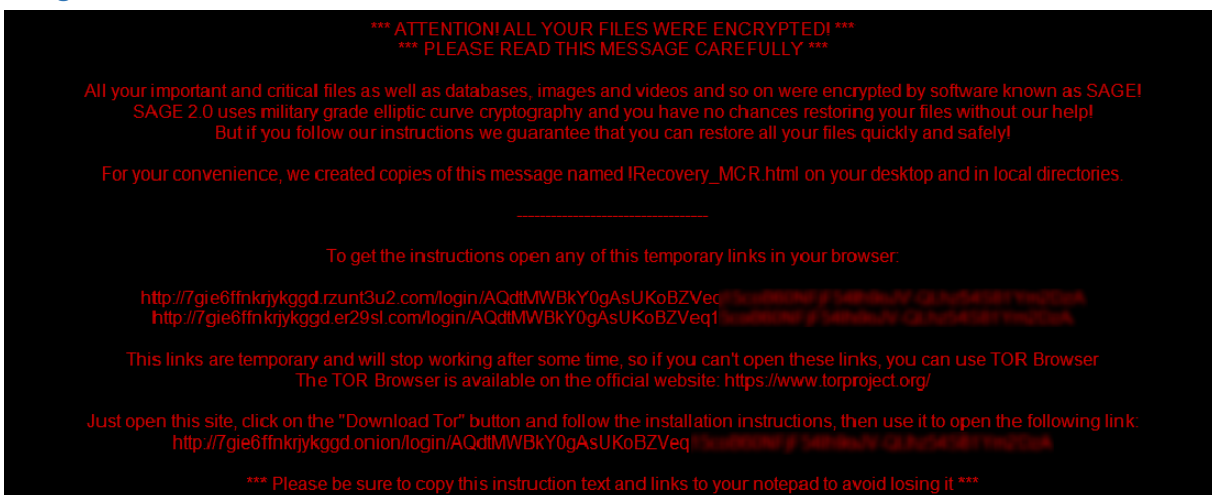 *** ATTENTION! ALL YOUR FILES WERE ENCRYPTED! ***
*** PLEASE READ THIS MESSAGE CAREFULLY ***
All your important and critical files as well as databases, images and videos and so on were encrypted by software known as SAGE!
SAGE 2.0 uses military grade elliptic curve cryptography and you have no chances restoring your files without our help!
But if you follow our instructions we guarantee that you can restore all your files quickly and safely!
For your convenience, we created copies of this message named !Recovery_MCR.html on your desktop and in local directories.
----------------------------------
To get the instructions open any of this temporary links in your browser:
http://7gie6ffnkrjykggd.rzunt3u2.com/login/AQdtMWBkY0gAsUKoBZVeq
http://7gie6ffnkrjykggd.er29sl.com/login/AQdtMWBkY0gAsUKoBZVeq1
This links are temporary and will stop working after some time, so if you can't open these links, you can use TOR Browser
The TOR Browser is available on the official website: https://www.torproject.org/
Just open this site, click on the "Download Tor" button and follow the installation instructions, then use it to open the following link:
http://7gie6ffnkrjykggd.onion/login/AQdtMWBkY0gAsUKoBZVeq
*** Please be sure to copy this instruction text and links to your notepad to avoid losing it ***